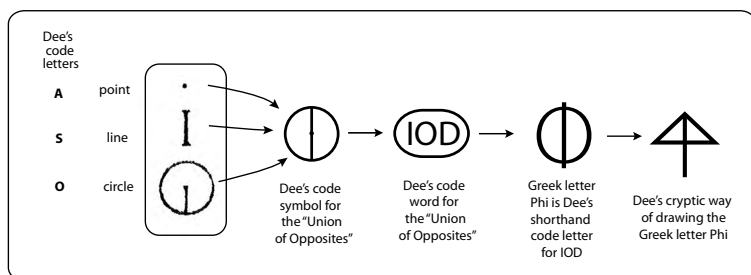 Dee's
code
letters
A point
S line
O circle
Dee's code
symbol for
the "Union
of Opposites"
IOD
Dee's code
word for
the "Union
of Opposites"
Greek letter
Phi is Dee's
shorthand
code letter
for IOD
Dee's cryptic way
of drawing the
Greek letter Phi